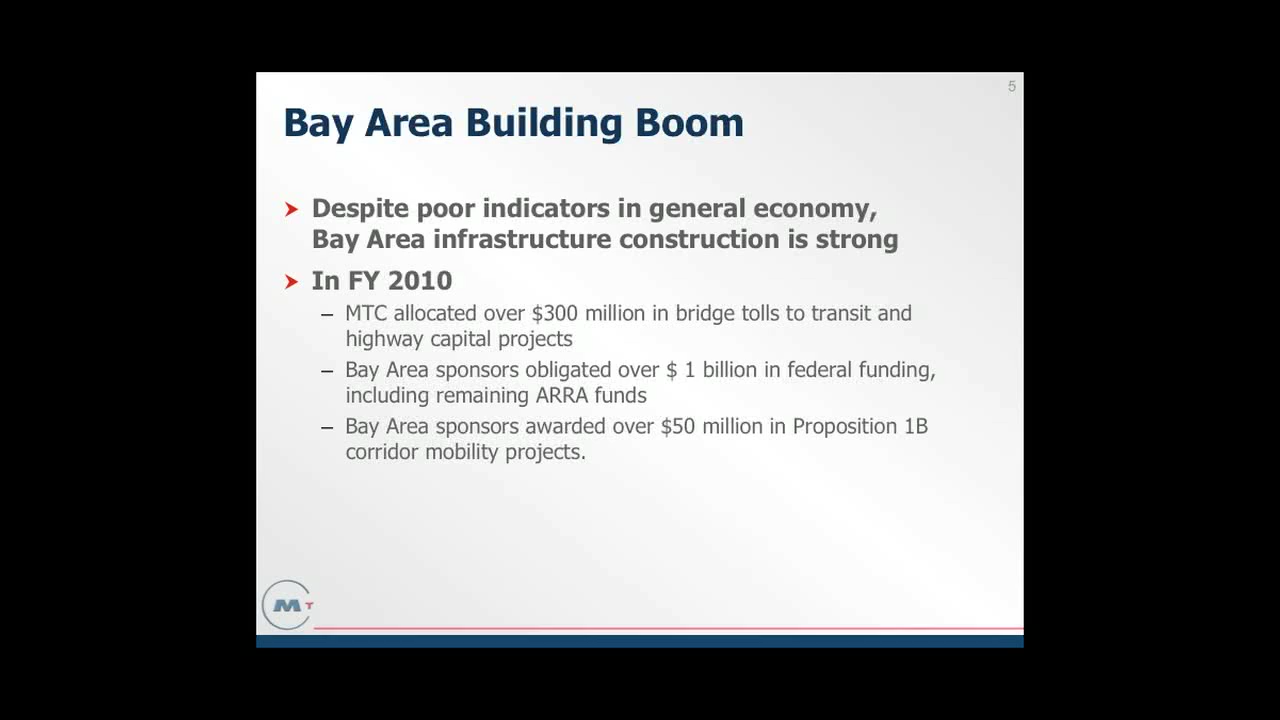 5
Bay Area Building Boom
Despite poor indicators in general economy,
Bay Area infrastructure construction is strong
In FY 2010
– MTC allocated over $300 million in bridge tolls to transit and
highway capital projects
– Bay Area sponsors obligated over $ 1 billion in federal funding,
including remaining ARRA funds
– Bay Area sponsors awarded over $50 million in Proposition 1B
corridor mobility projects.
M T